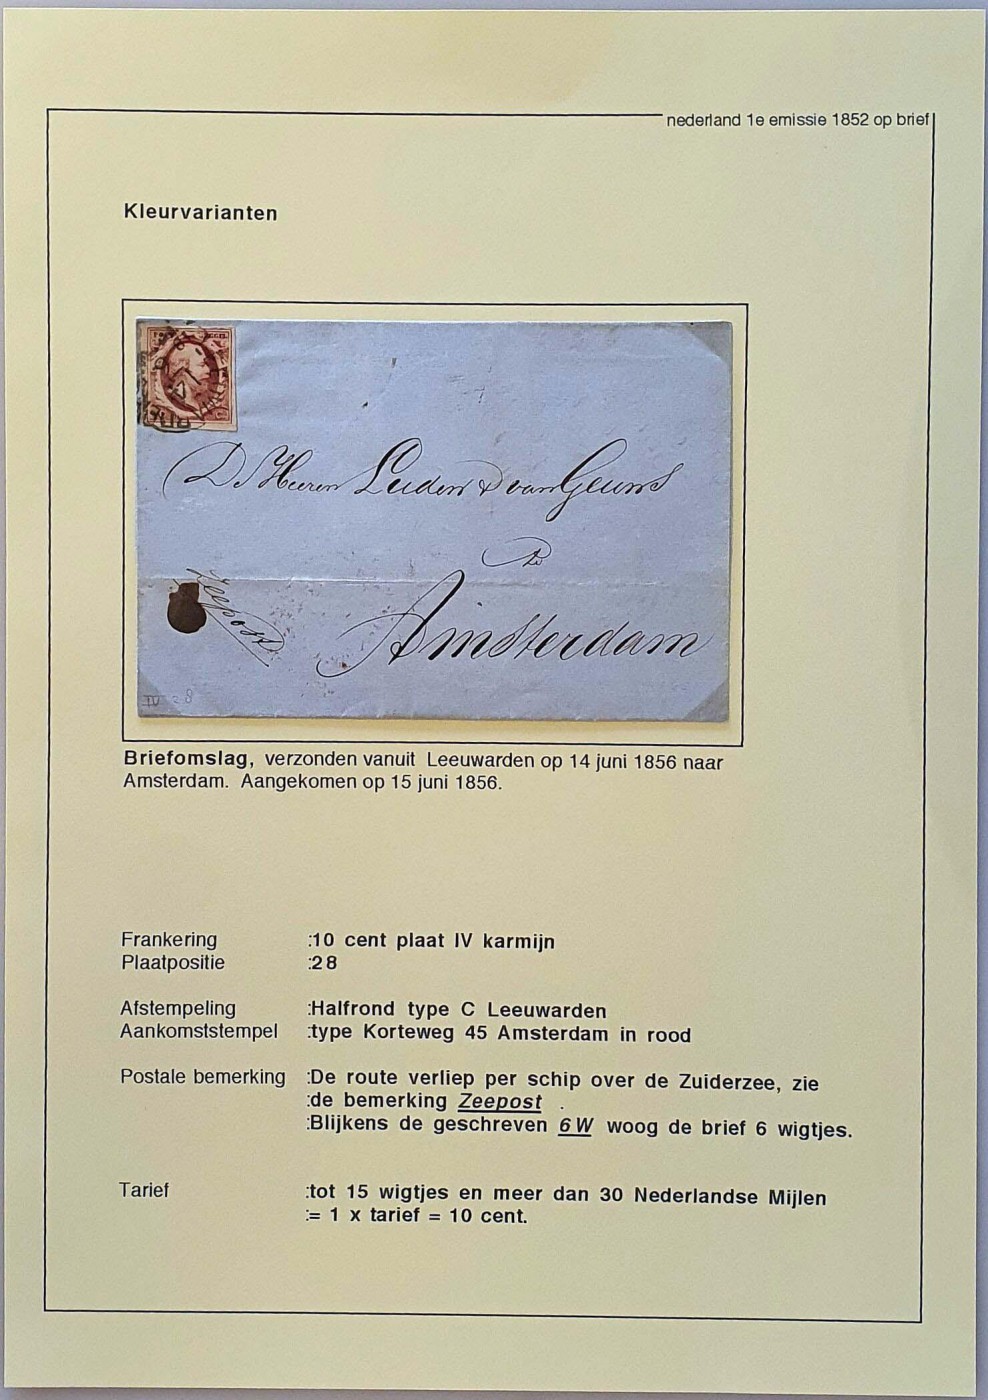 nederland 1e emissie 1852 op brief
Kleurvarianten
De Heeren Luden & van Geuns
te
Amsterdam
Zeepost
IV 28
Briefomslag, verzonden vanuit Leeuwarden op 14 juni 1856 naar
Amsterdam. Aangekomen op 15 juni 1856.
Frankering :10 cent plaat IV karmijn
Plaatpositie :28
Afstempeling :Halfrond type C Leeuwarden
Aankomststempel :type Korteweg 45 Amsterdam in rood
Postale bemerking :De route verliep per schip over de Zuiderzee, zie
:de bemerking Zeepost .
:Blijkens de geschreven 6 W woog de brief 6 wigtjes.
Tarief :tot 15 wigtjes en meer dan 30 Nederlandse Mijlen
:= 1 x tarief = 10 cent.